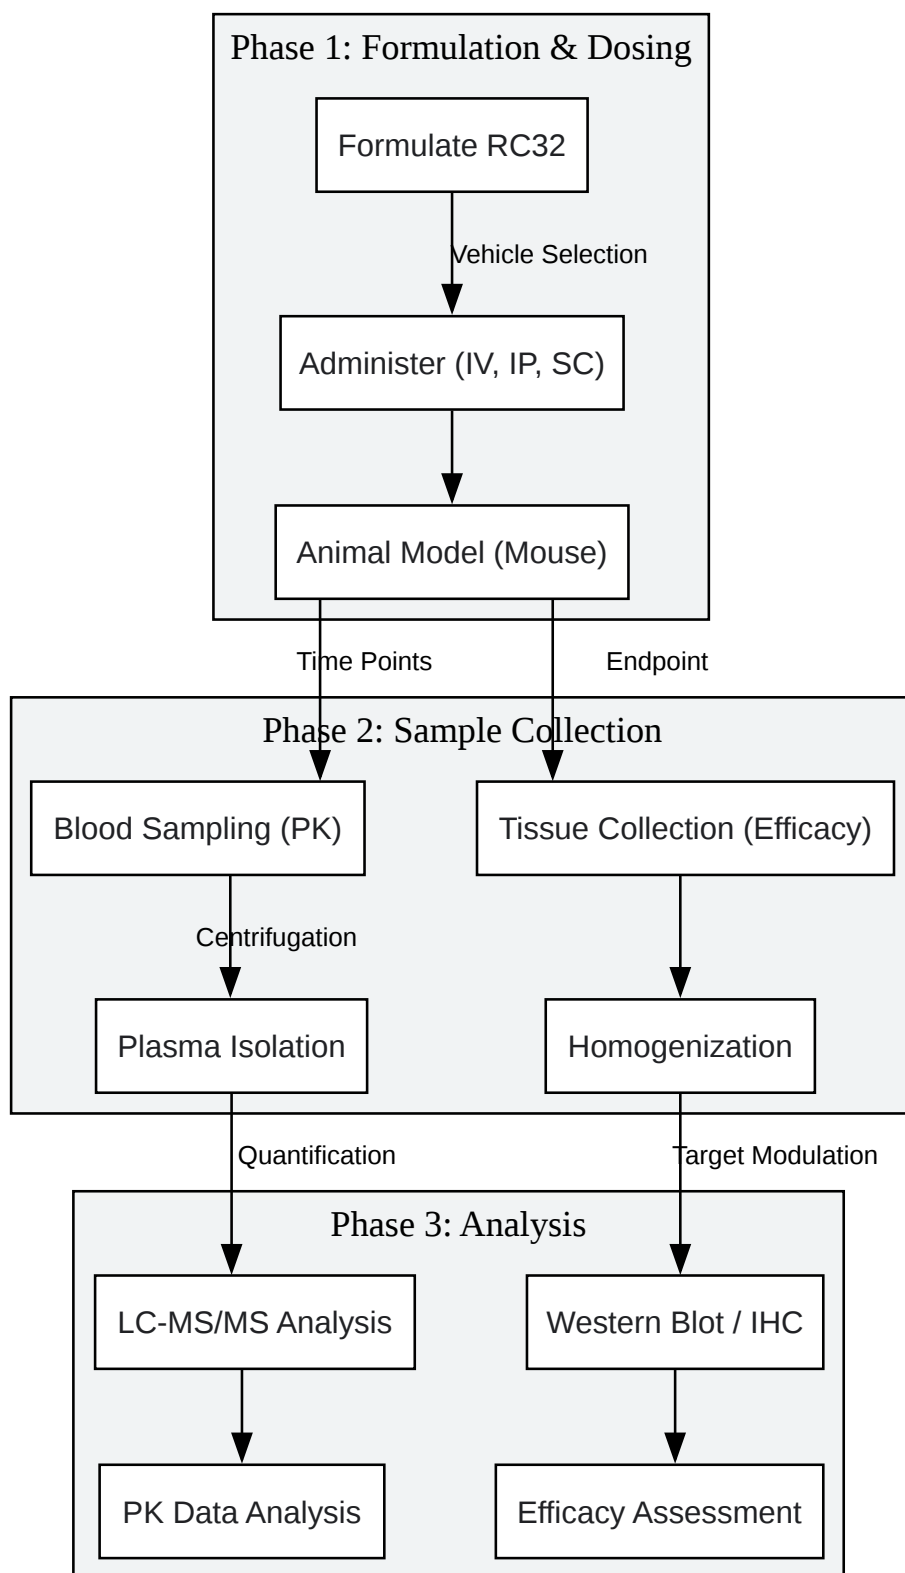 Phase 1: Formulation & Dosing
Formulate RC32
Vehicle Selection
Administer (IV, IP, SC)
Animal Model (Mouse)
Time Points
Endpoint
Phase 2: Sample Collection
Blood Sampling (PK)
Tissue Collection (Efficacy)
Centrifugation
Plasma Isolation
Homogenization
Quantification
Target Modulation
Phase 3: Analysis
LC-MS/MS Analysis
Western Blot / IHC
PK Data Analysis
Efficacy Assessment